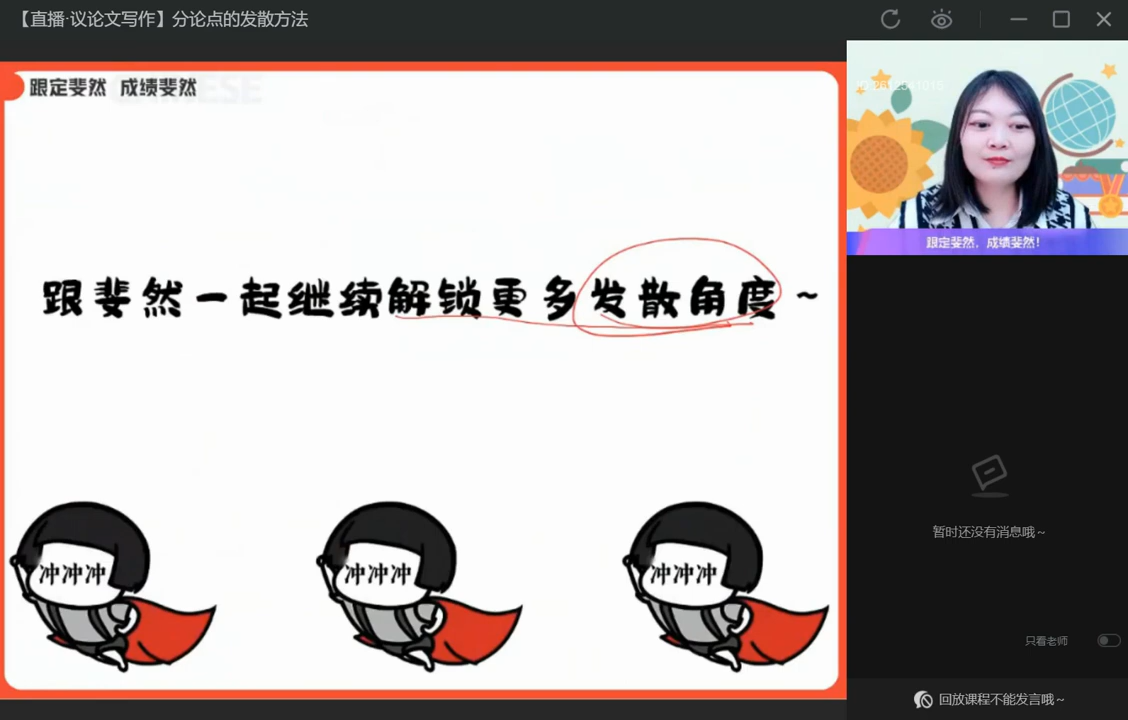 【直播·议论文写作】分论点的发散方法
跟定斐然 成绩斐然
跟斐然一起继续解锁更多发散角度~
冲冲冲
冲冲冲
冲冲冲
跟定斐然，成绩斐然！
暂时还没有消息哦~
只看老师
回放课程不能发言哦~